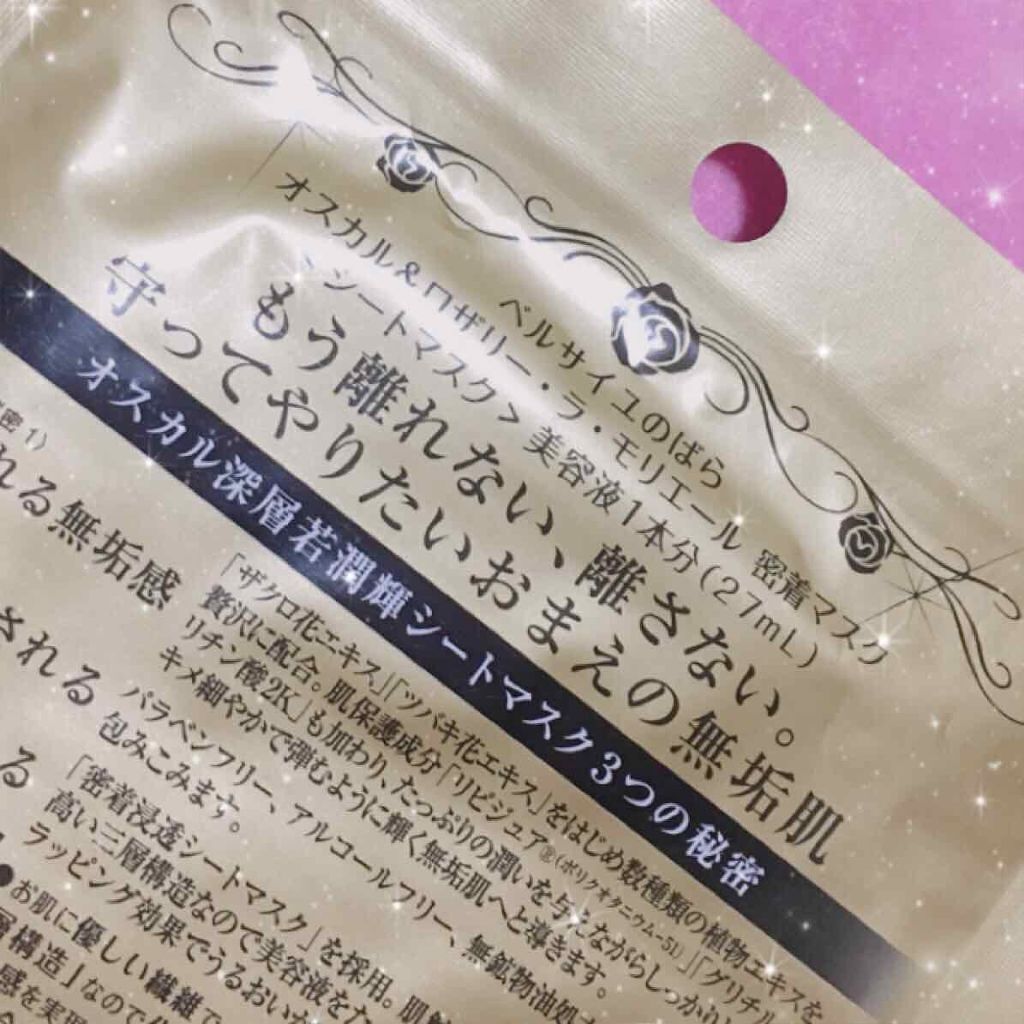 ベルサイユのばら
オスカル&ロザリー・ラ・モリエール 密着マスク
<シートマスク> 美容液1本分(27mL)
もう離れない、離さない。
守ってやりたいおまえの無垢肌
オスカル深層若潤輝シートマスク3つの秘密
密1)
れる無垢感
「ザクロ花エキス」「ツバキ花エキス」をはじめ数種類の植物エキスを
贅沢に配合。肌保護成分「リピジュア®(ポリクオタニウム-51)」「グリチル
リチン酸2K」も加わり、たっぷりの潤いを与えながらしっかり
キメ細やかで弾むように輝く無垢肌へと導きます。
される
パラベンフリー、アルコールフリー、無鉱物油処
包みこみます。
る
「密着浸透シートマスク」を採用。肌触
高い三層構造なので美容液をた
ラッピング効果でうるおい
●お肌に優しい繊維で
層構造」なので
感を実現